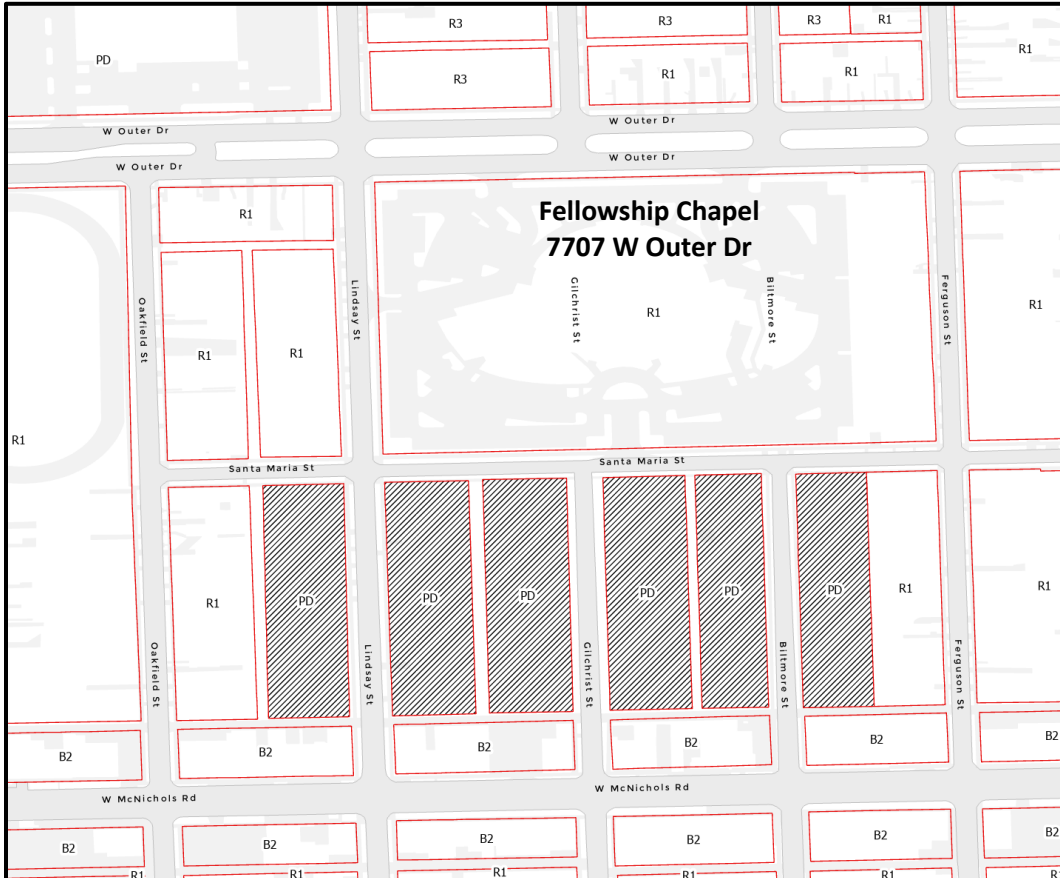 R3
R3
R3
R1
PD
R1
R3
R1
R1
W Outer Dr
W Outer Dr
W Outer Dr
W Outer Dr
R1
Fellowship Chapel
7707 W Outer Dr
Oakfield St
Lindsay St
Gilchrist St
Biltmore St
Ferguson St
R1
R1
R1
R1
R1
Santa Maria St
Santa Maria St
R1
PD
PD
PD
PD
PD
PD
R1
R1
Oakfield St
Lindsay St
Gilchrist St
Biltmore St
Ferguson St
B2
B2
B2
B2
B2
B2
W McNichols Rd
W McNichols Rd
B2
B2
B2
B2
B2
B2
R1
R1
R1
R1
R1